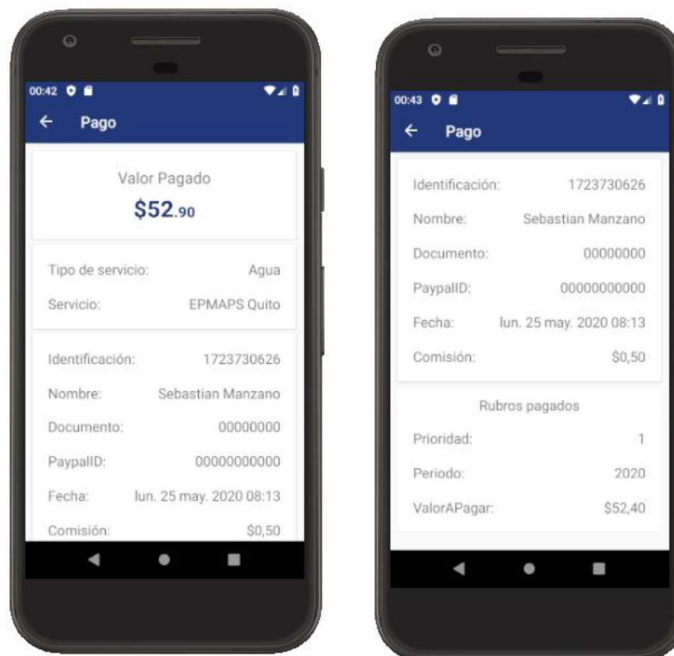 00:42
Pago
Valor Pagado
$52.90
Tipo de servicio: Agua
Servicio: EPMAPS Quito
Identificación: 1723730626
Nombre: Sebastian Manzano
Documento: 00000000
PaypalID: 00000000000
Fecha: lun. 25 may. 2020 08:13
Comisión: $0,50
00:43
Pago
Identificación: 1723730626
Nombre: Sebastian Manzano
Documento: 00000000
PaypalID: 00000000000
Fecha: lun. 25 may. 2020 08:13
Comisión: $0,50
Rubros pagados
Prioridad: 1
Periodo: 2020
ValorAPagar: $52,40